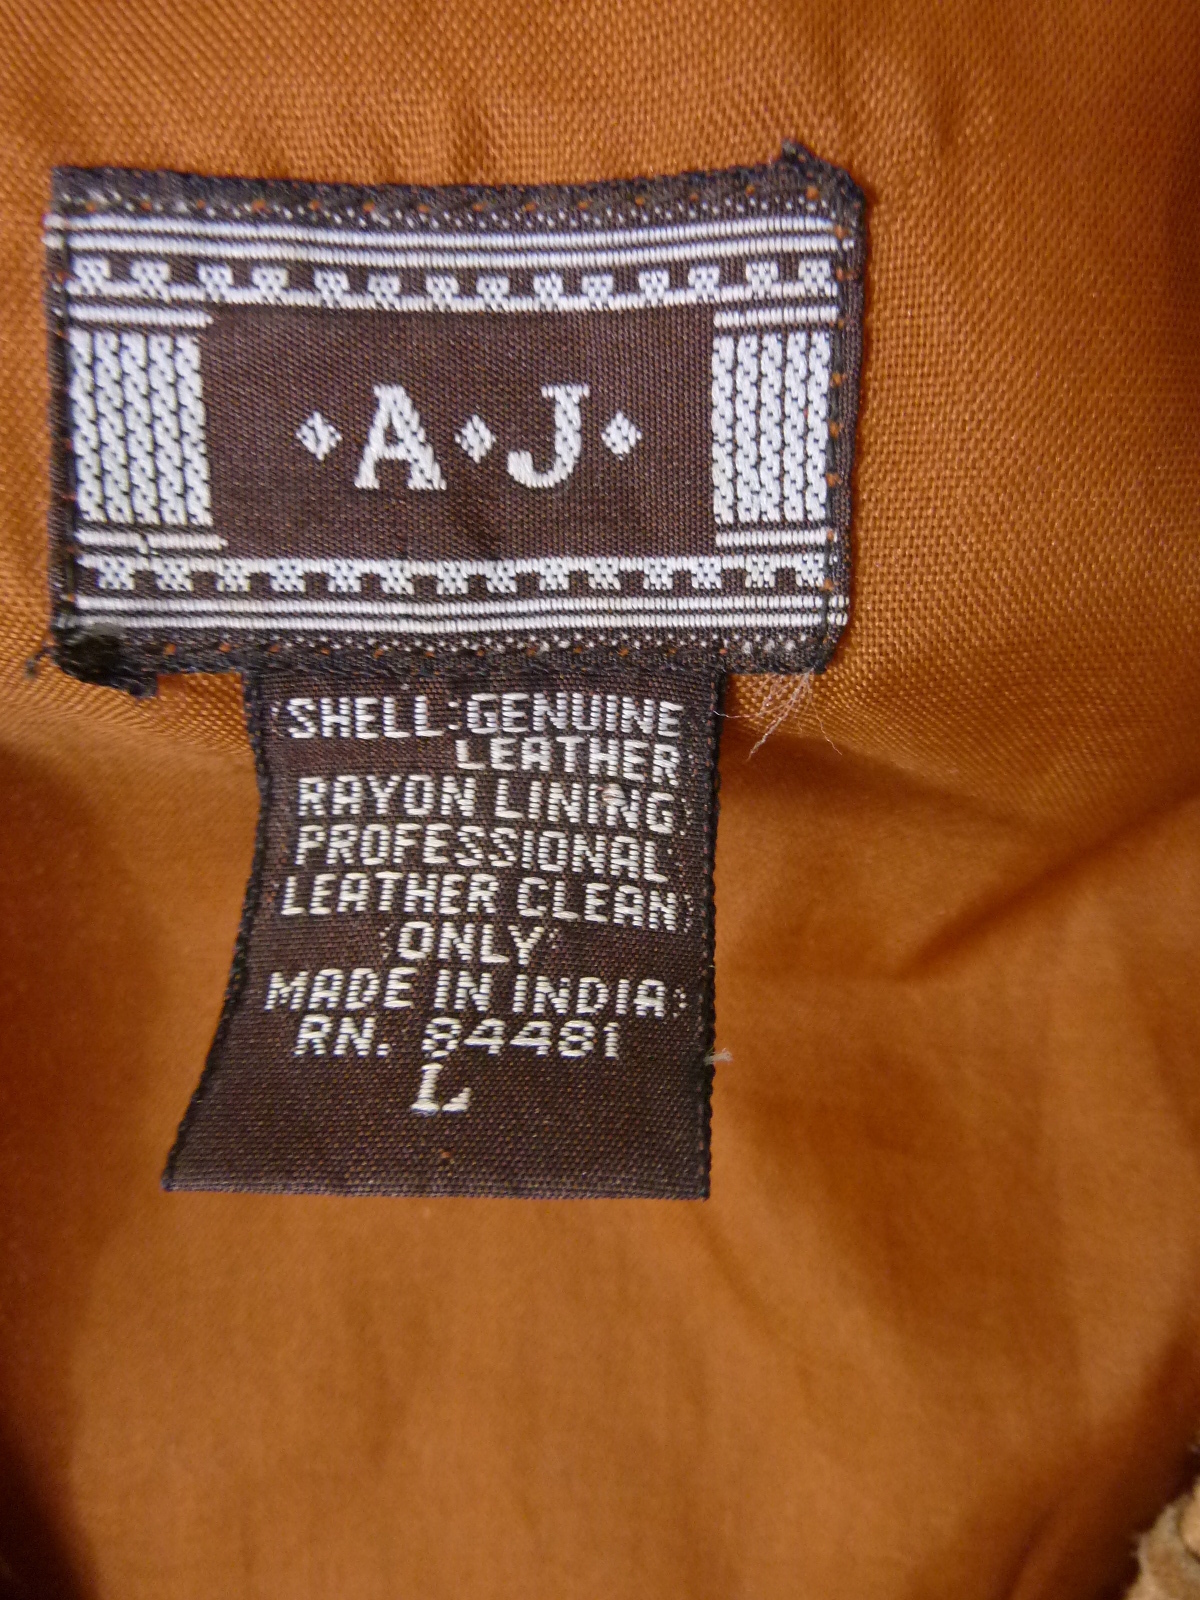 A J
SHELL:GENUINE
LEATHER
RAYON LINING
PROFESSIONAL
LEATHER CLEAN
ONLY
MADE IN INDIA
RN. 84481
L